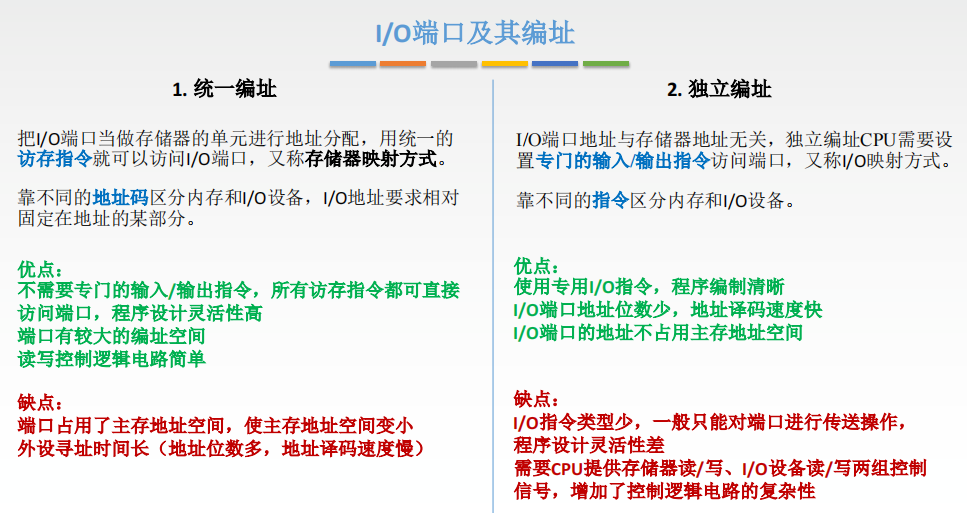 I/O端口及其编址
1. 统一编址
把I/O端口当做存储器的单元进行地址分配，用统一的
访存指令就可以访问I/O端口，又称存储器映射方式。
靠不同的地址码区分内存和I/O设备，I/O地址要求相对
固定在地址的某部分。
优点：
不需要专门的输入/输出指令，所有访存指令都可直接
访问端口，程序设计灵活性高
端口有较大的编址空间
读写控制逻辑电路简单
缺点：
端口占用了主存地址空间，使主存地址空间变小
外设寻址时间长（地址位数多，地址译码速度慢）
2. 独立编址
I/O端口地址与存储器地址无关，独立编址CPU需要设
置专门的输入/输出指令访问端口，又称I/O映射方式。
靠不同的指令区分内存和I/O设备。
优点：
使用专用I/O指令，程序编制清晰
I/O端口地址位数少，地址译码速度快
I/O端口的地址不占用主存地址空间
缺点：
I/O指令类型少，一般只能对端口进行传送操作，
程序设计灵活性差
需要CPU提供存储器读/写、I/O设备读/写两组控制
信号，增加了控制逻辑电路的复杂性